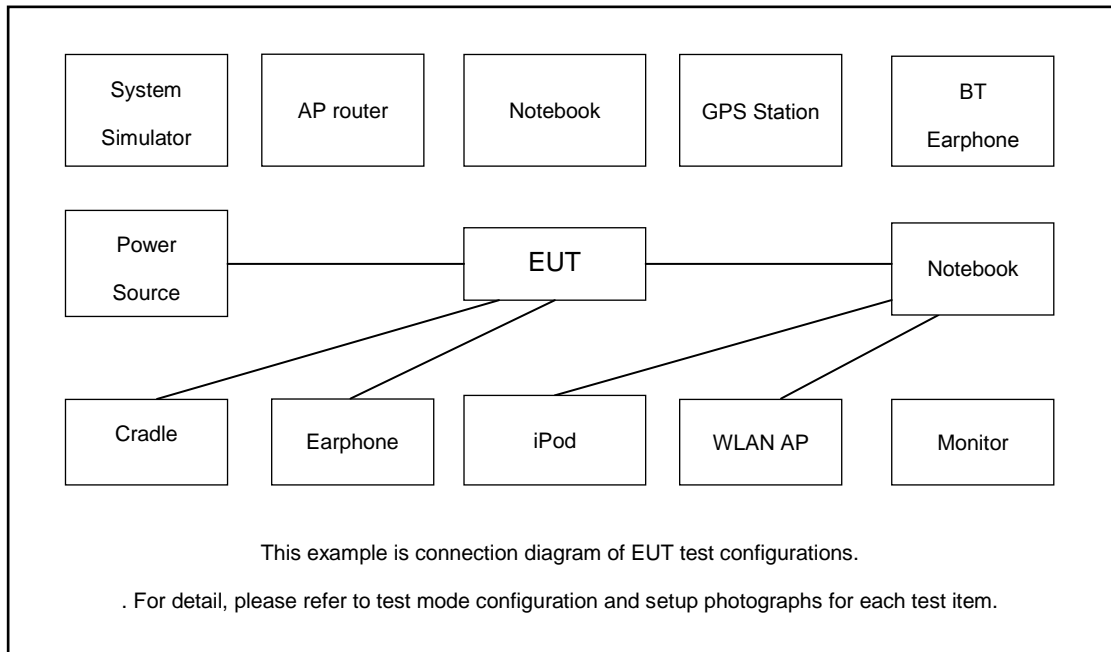 System
Simulator
AP router
Notebook
GPS Station
BT
Earphone
Power
Source
EUT
Notebook
Cradle
Earphone
iPod
WLAN AP
Monitor
This example is connection diagram of EUT test configurations.
. For detail, please refer to test mode configuration and setup photographs for each test item.